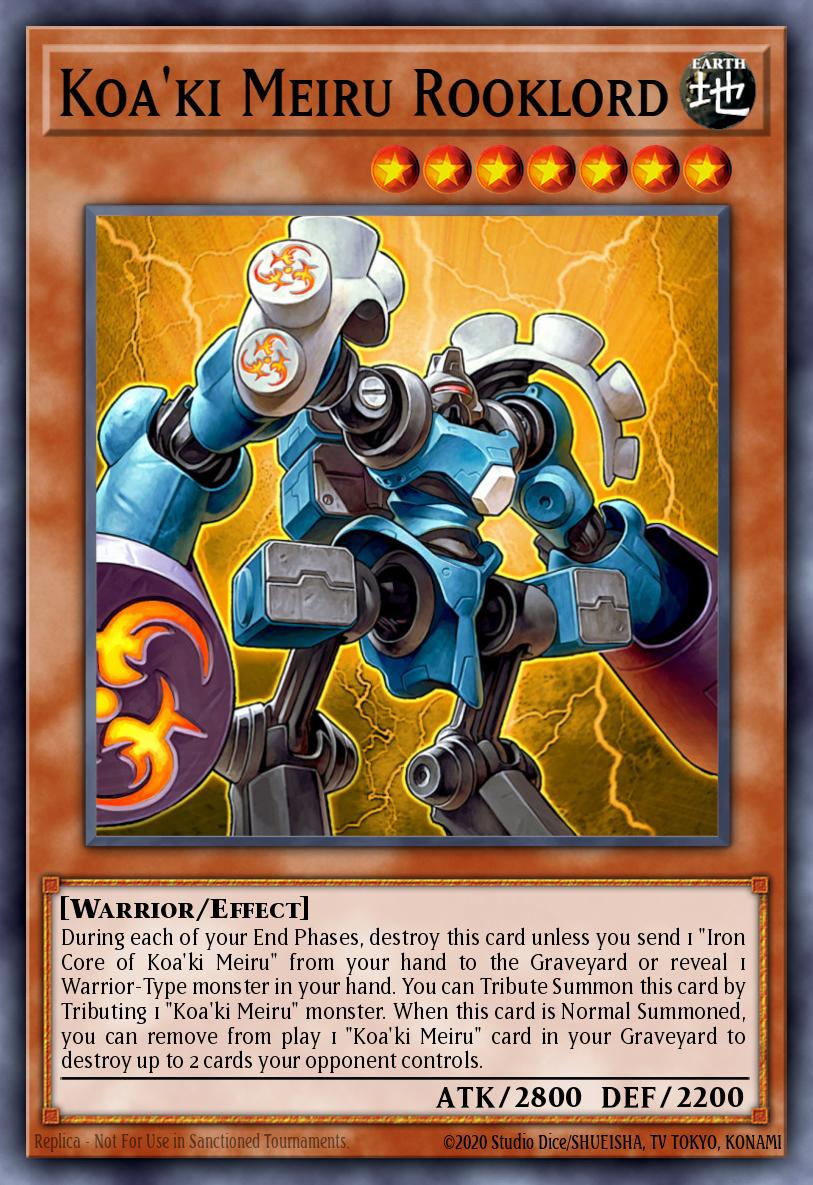 Koa'ki Meiru Rooklord
EARTH
地
[Warrior/Effect]
During each of your End Phases, destroy this card unless you send 1 "Iron
Core of Koa'ki Meiru" from your hand to the Graveyard or reveal 1
Warrior-Type monster in your hand. You can Tribute Summon this card by
Tributing 1 "Koa'ki Meiru" monster. When this card is Normal Summoned,
you can remove from play 1 "Koa'ki Meiru" card in your Graveyard to
destroy up to 2 cards your opponent controls.
ATK/2800 DEF/2200
Replica - Not For Use in Sanctioned Tournaments.
©2020 Studio Dice/SHUEISHA, TV TOKYO, KONAMI